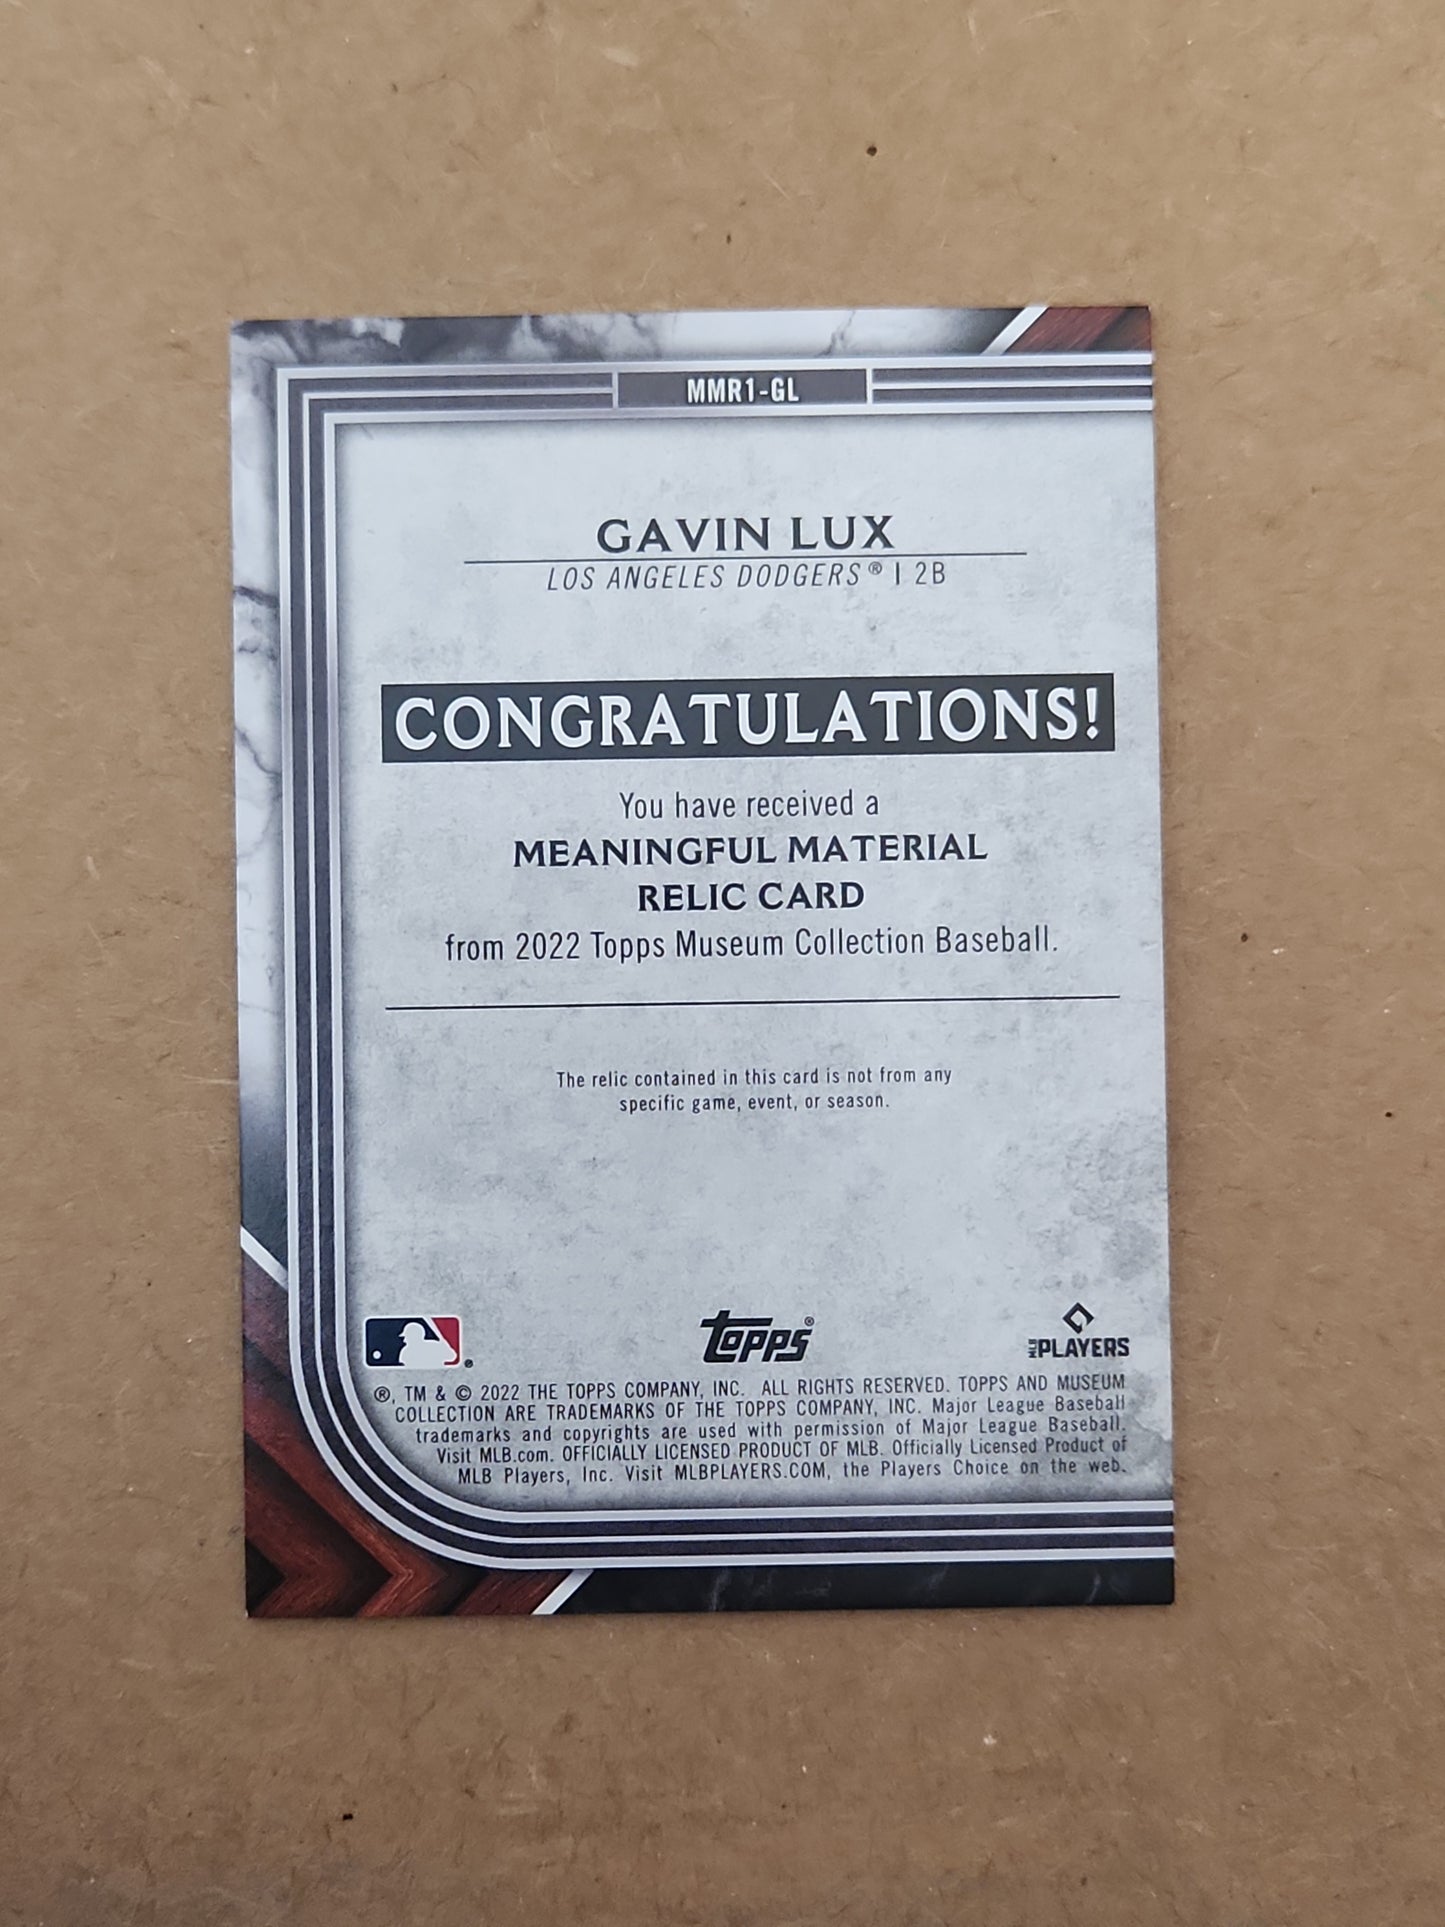 MMR1-GL
GAVIN LUX
LOS ANGELES DODGERS® | 2B
CONGRATULATIONS!
You have received a
MEANINGFUL MATERIAL
RELIC CARD
from 2022 Topps Museum Collection Baseball.
The relic contained in this card is not from any
specific game, event, or season.
topps®
MLB PLAYERS
®, TM & © 2022 THE TOPPS COMPANY, INC. ALL RIGHTS RESERVED. TOPPS AND MUSEUM
COLLECTION ARE TRADEMARKS OF THE TOPPS COMPANY, INC. Major League Baseball
trademarks and copyrights are used with permission of Major League Baseball.
Visit MLB.com. OFFICIALLY LICENSED PRODUCT OF MLB. Officially Licensed Product of
MLB Players, Inc. Visit MLBPLAYERS.COM, the Players Choice on the web.